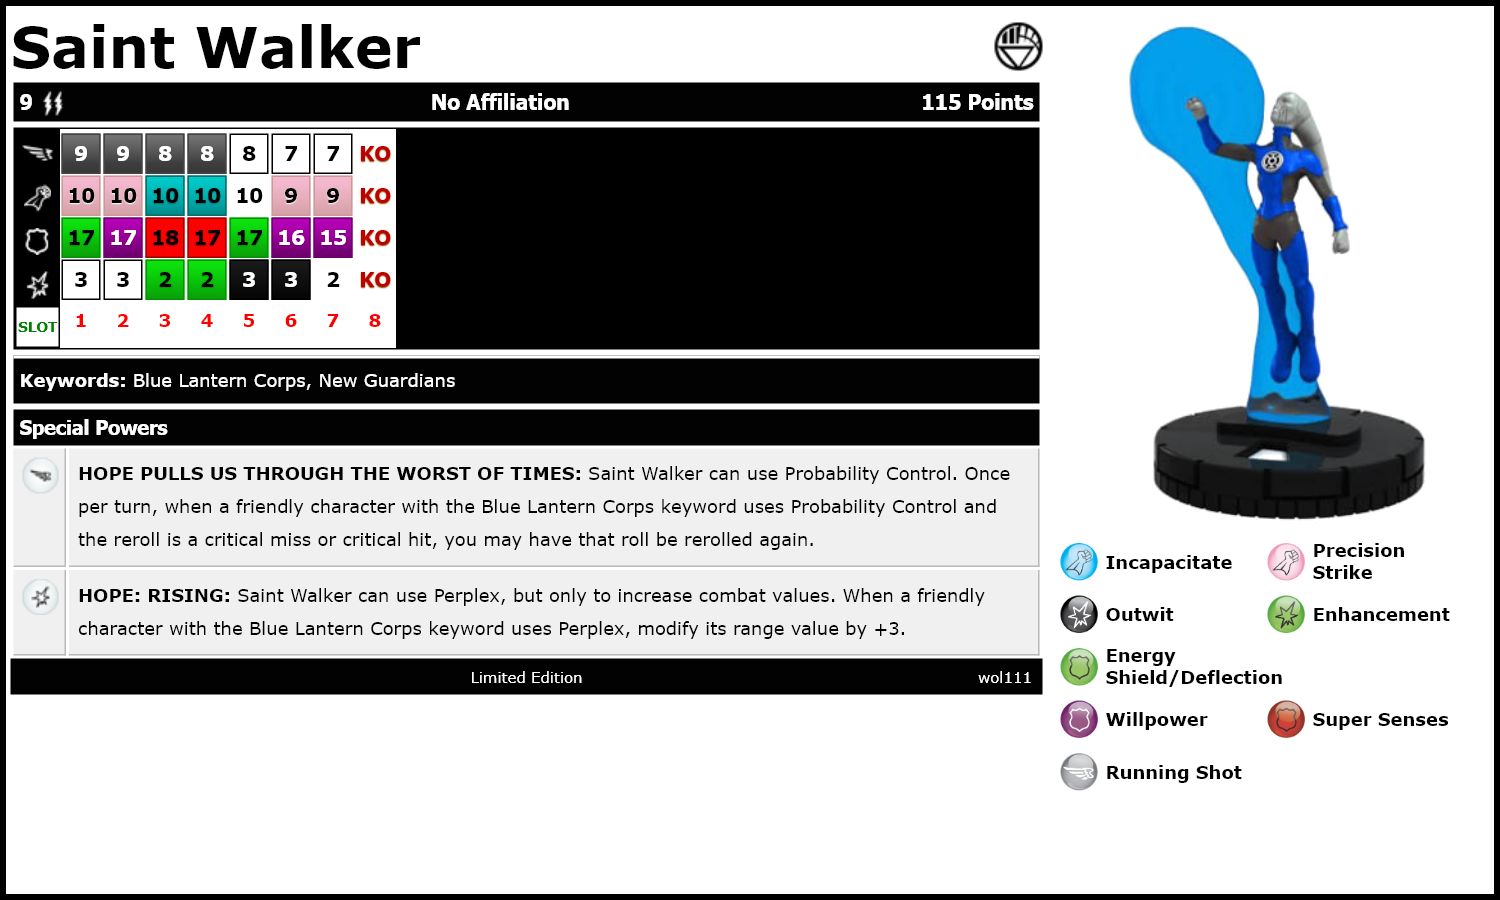 Saint Walker
9 No Affiliation 115 Points
9 9 8 8 8 7 7 KO
10 10 10 10 10 9 9 KO
17 17 18 17 17 16 15 KO
3 3 2 2 3 3 2 KO
SLOT 1 2 3 4 5 6 7 8
Keywords: Blue Lantern Corps, New Guardians
Special Powers
HOPE PULLS US THROUGH THE WORST OF TIMES: Saint Walker can use Probability Control. Once
per turn, when a friendly character with the Blue Lantern Corps keyword uses Probability Control and
the reroll is a critical miss or critical hit, you may have that roll be rerolled again.
HOPE: RISING: Saint Walker can use Perplex, but only to increase combat values. When a friendly
character with the Blue Lantern Corps keyword uses Perplex, modify its range value by +3.
Limited Edition wol111
Incapacitate
Precision
Strike
Outwit
Enhancement
Energy
Shield/Deflection
Willpower
Super Senses
Running Shot